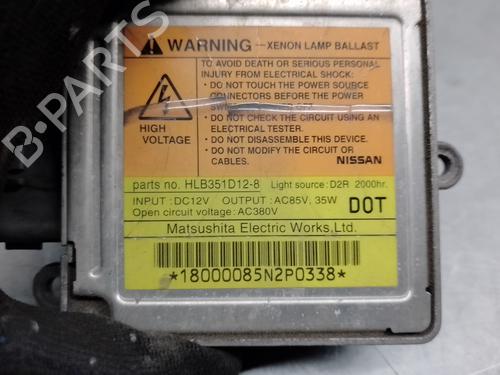 WARNING — XENON LAMP BALLAST
TO AVOID DEATH OR SERIOUS PERSONAL
INJURY FROM ELECTRICAL SHOCK:
• DO NOT TOUCH THE POWER SOURCE
CONNECTORS BEFORE THE POWER
• DO NOT CHECK THE CIRCUIT USING AN
ELECTRICAL TESTER.
• DO NOT DISASSEMBLE THIS DEVICE.
• DO NOT MODIFY THE CIRCUIT OR
CABLES.
HIGH
VOLTAGE
NISSAN
parts no. HLB351D12-8 Light source: D2R 2000hr.
INPUT : DC12V OUTPUT : AC85V, 35W
Open circuit voltage: AC380V
DOT
Matsushita Electric Works, Ltd.
*18000085N2P0338*
B-PARTS